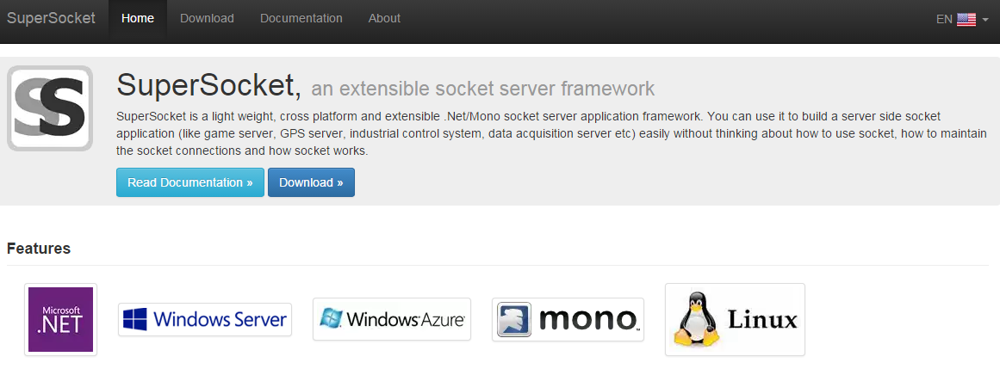 SuperSocket Home Download Documentation About EN
SS
SuperSocket, an extensible socket server framework
SuperSocket is a light weight, cross platform and extensible .Net/Mono socket server application framework. You can use it to build a server side socket
application (like game server, GPS server, industrial control system, data acquisition server etc) easily without thinking about how to use socket, how to maintain
the socket connections and how socket works.
Read Documentation » Download »
Features
Microsoft
.NET
Windows Server
Windows Azure
mono™
Linux